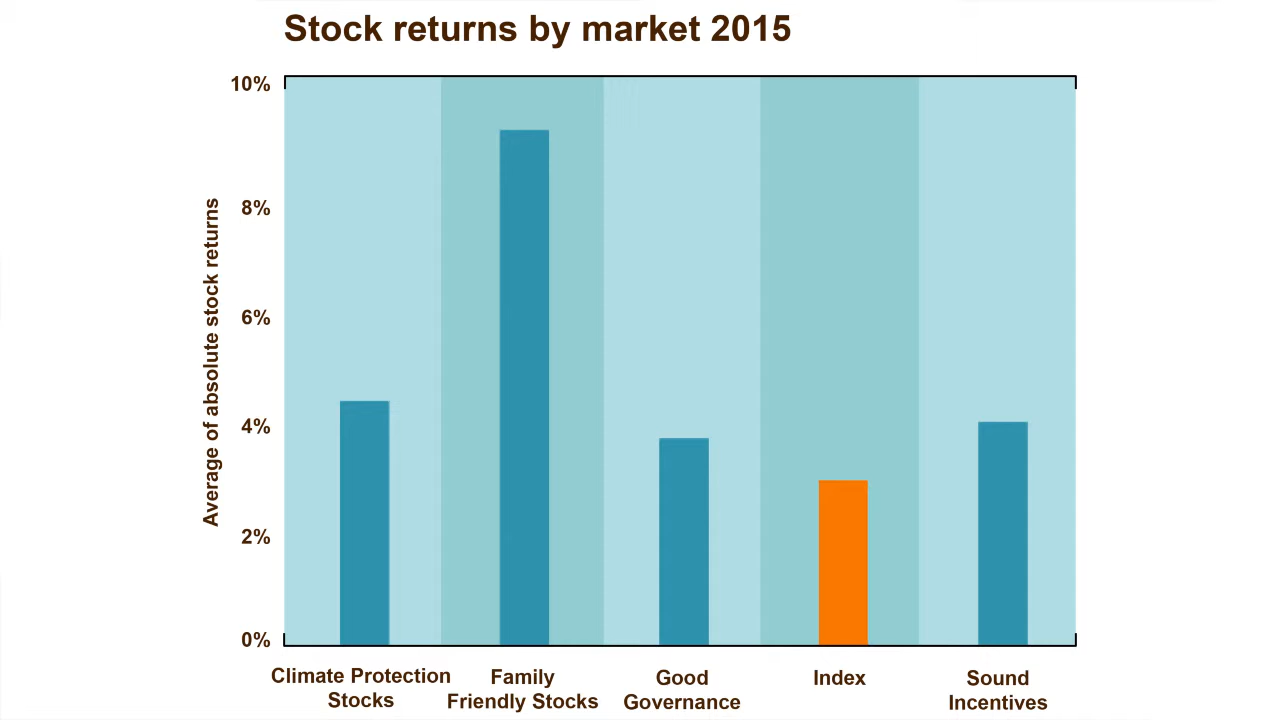 Stock returns by market 2015
10%
8%
6%
4%
2%
0%
Average of absolute stock returns
Climate Protection
Stocks
Family
Friendly Stocks
Good
Governance
Index
Sound
Incentives